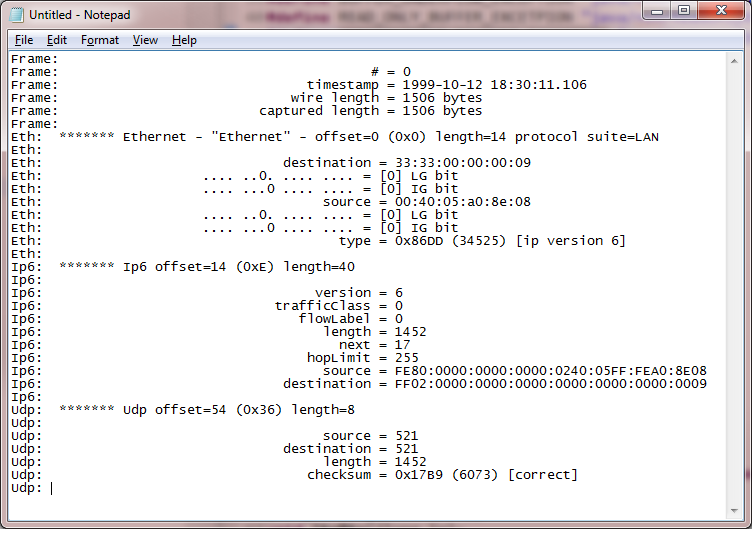 Untitled - Notepad
File Edit Format View Help
Frame:
Frame: # = 0
Frame: timestamp = 1999-10-12 18:30:11.106
Frame: wire length = 1506 bytes
Frame: captured length = 1506 bytes
Frame:
Eth: ******* Ethernet - "Ethernet" - offset=0 (0x0) length=14 protocol suite=LAN
Eth:
Eth: destination = 33:33:00:00:00:09
Eth: .... ..0. .... .... = [0] LG bit
Eth: .... ...0 .... .... = [0] IG bit
Eth: source = 00:40:05:a0:8e:08
Eth: .... ..0. .... .... = [0] LG bit
Eth: .... ...0 .... .... = [0] IG bit
Eth: type = 0x86DD (34525) [ip version 6]
Eth:
Ip6: ******* Ip6 offset=14 (0xE) length=40
Ip6:
Ip6: version = 6
Ip6: trafficClass = 0
Ip6: flowLabel = 0
Ip6: length = 1452
Ip6: next = 17
Ip6: hopLimit = 255
Ip6: source = FE80:0000:0000:0000:0240:05FF:FEA0:8E08
Ip6: destination = FF02:0000:0000:0000:0000:0000:0000:0009
Ip6:
Udp: ******* Udp offset=54 (0x36) length=8
Udp:
Udp: source = 521
Udp: destination = 521
Udp: length = 1452
Udp: checksum = 0x17B9 (6073) [correct]
Udp: